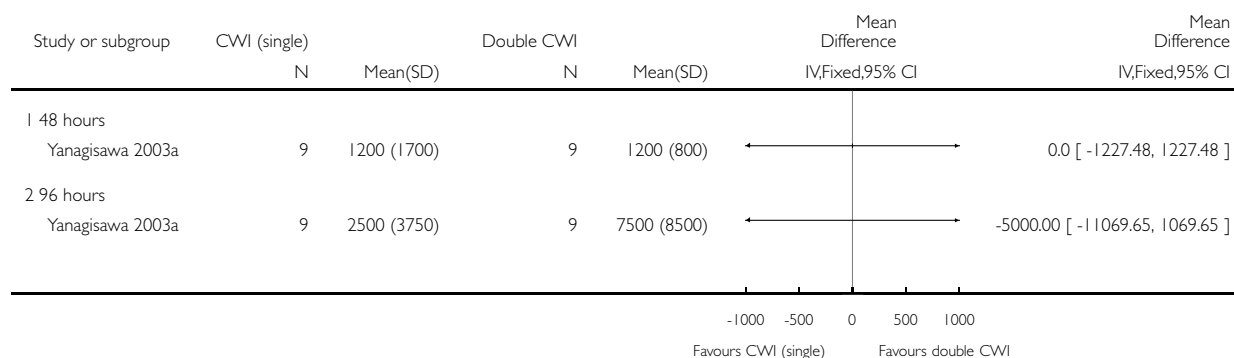 Study or subgroup CWI (single) Double CWI Mean Difference Mean Difference
N Mean(SD) N Mean(SD) IV,Fixed,95% CI IV,Fixed,95% CI
1 48 hours
Yanagisawa 2003a 9 1200 (1700) 9 1200 (800) 0.0 [ -1227.48, 1227.48 ]
2 96 hours
Yanagisawa 2003a 9 2500 (3750) 9 7500 (8500) -5000.00 [ -11069.65, 1069.65 ]
-1000 -500 0 500 1000
Favours CWI (single) Favours double CWI